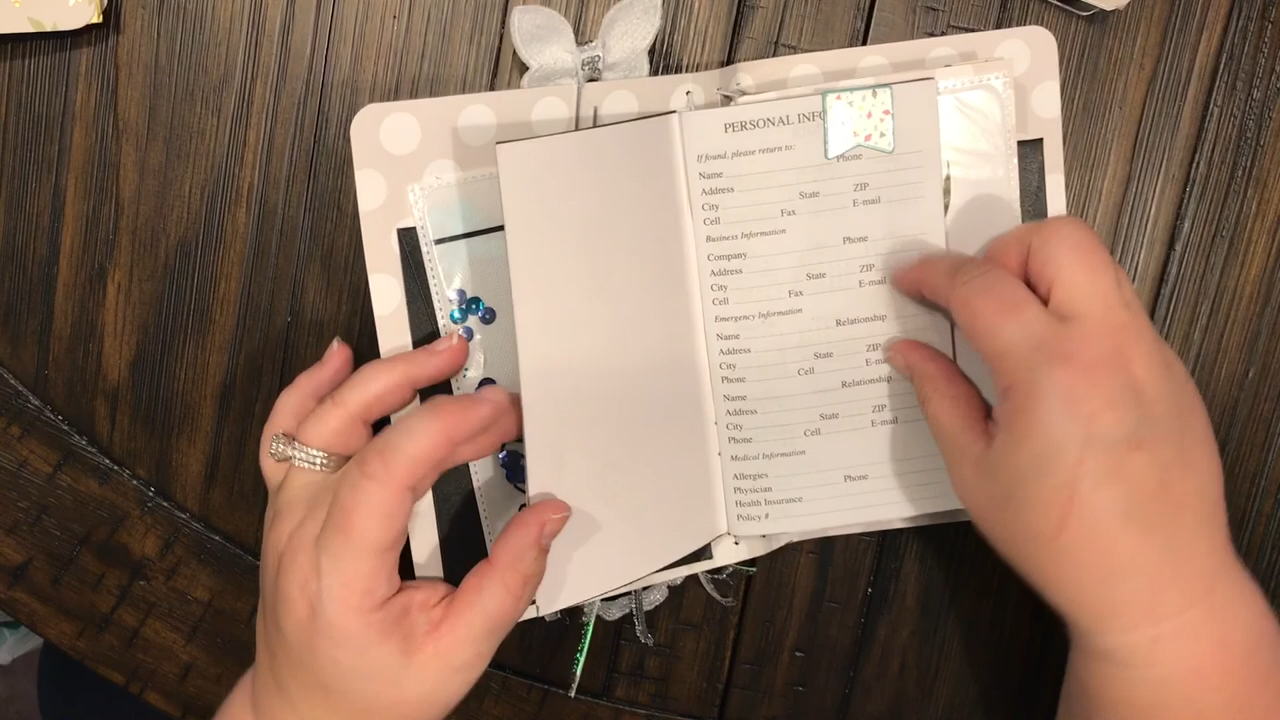 PERSONAL INFO
If found, please return to:
Phone
Name
Address
City State ZIP
Cell Fax E-mail
Business Information
Company Phone
Address
City State ZIP
Cell Fax E-mail
Emergency Information
Name Relationship
Address
City State ZIP
Phone Cell E-ma
Name Relationship
Address
City State ZIP
Phone Cell E-mail
Medical Information
Allergies
Physician Phone
Health Insurance
Policy #